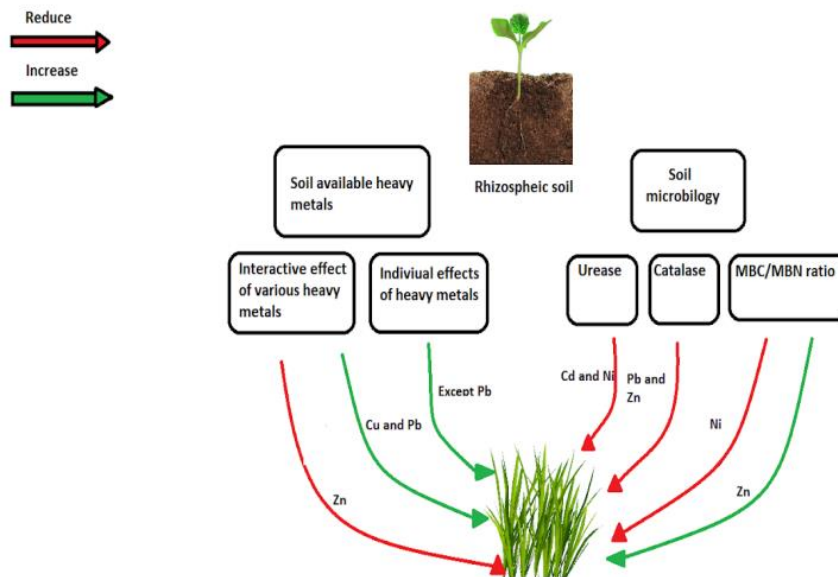 Reduce
Increase
Rhizospheic soil
Soil available heavy
metals
Soil
microbilogy
Interactive effect
of various heavy
metals
Indiviual effects
of heavy metals
Urease
Catalase
MBC/MBN ratio
Zn
Cu and Pb
Except Pb
Cd and Ni
Pb and
Zn
Ni
Zn